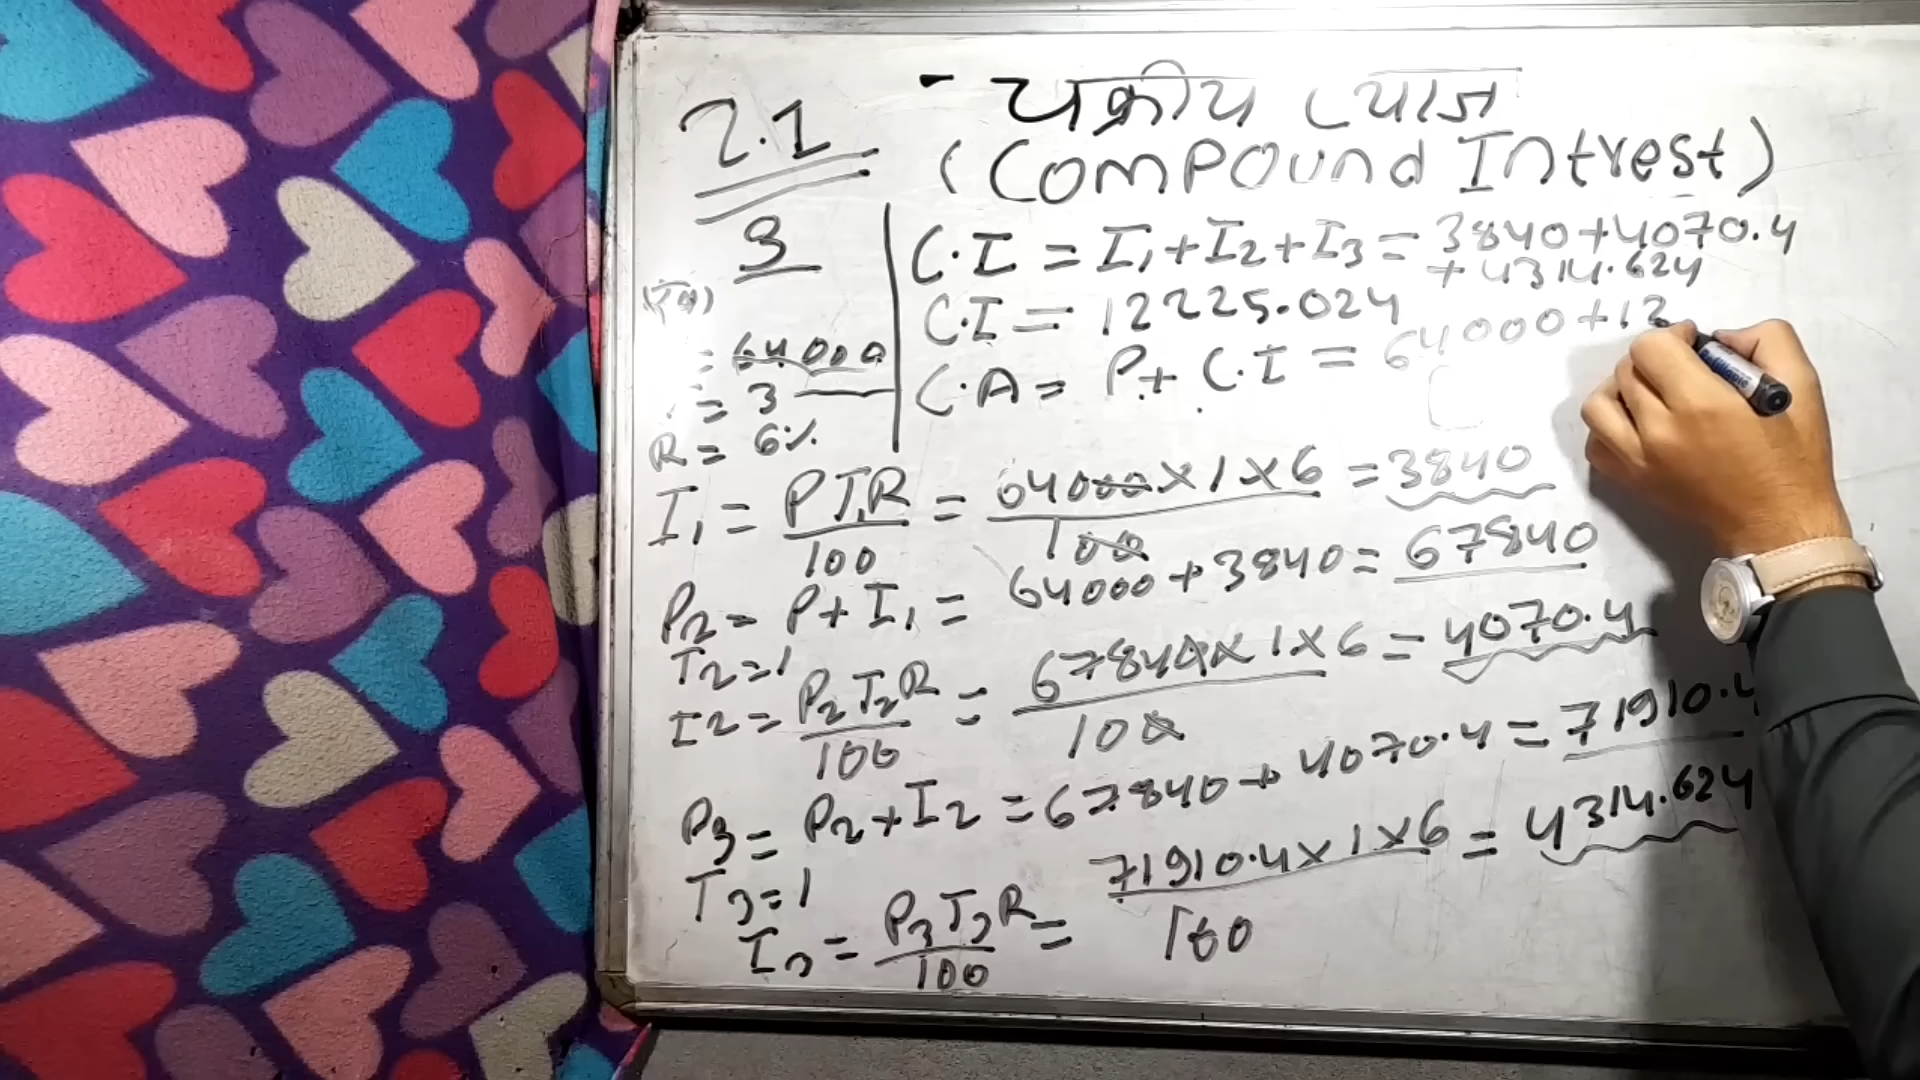 2.1 - चक्रीय ब्याज
(Compound Intrest)
3
= 64000
= 3
R = 6%
C.I = I₁ + I₂ + I₃ = 3840 + 4070.4
+ 4314.624
C.I = 12225.024
C.A = P + C.I = 64000 + 12
I₁ = PT₁R/100 = 64000 × 1 × 6/100 = 3840
P₂ = P + I₁ = 64000 + 3840 = 67840
T₂ = 1
I₂ = P₂T₂R/100 = 67840 × 1 × 6/100 = 4070.4
P₃ = P₂ + I₂ = 67840 + 4070.4 = 71910.4
T₃ = 1
I₃ = P₃T₃R/100 = 71910.4 × 1 × 6/100 = 4314.624